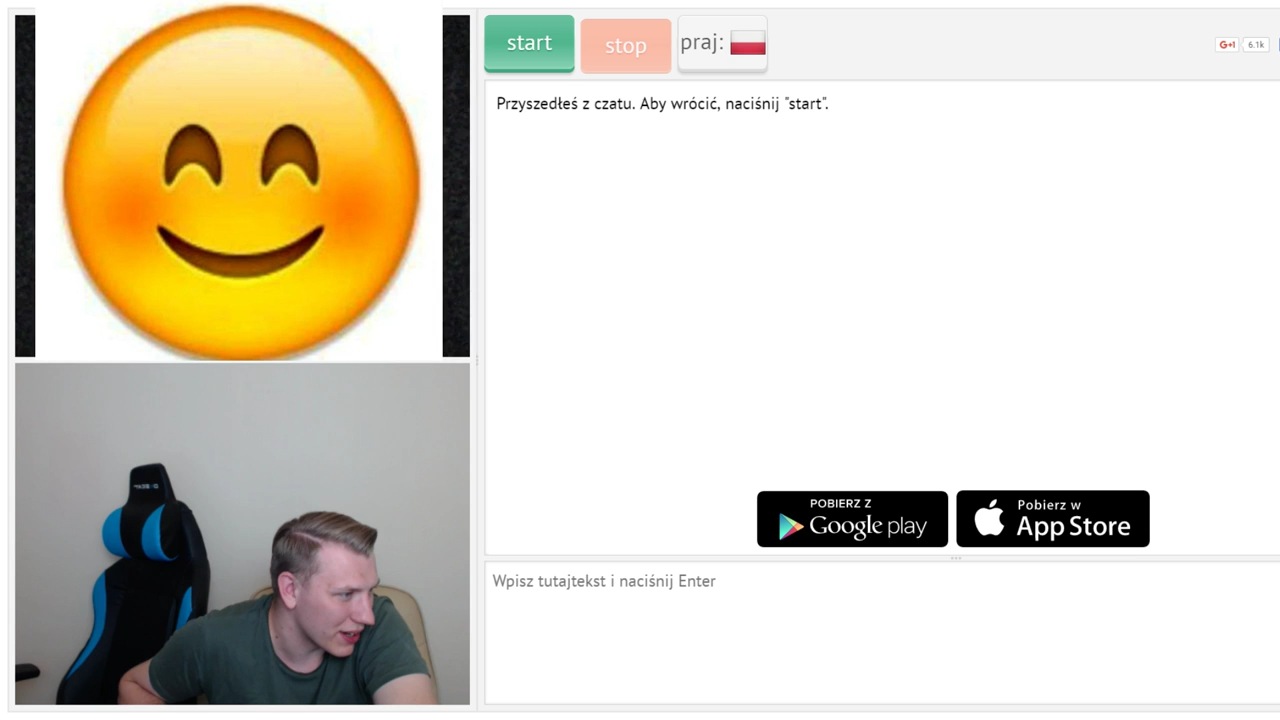 start
stop
praj:
G+1
6.1k
Przyszedłeś z czatu. Aby wrócić, naciśnij "start".
POBIERZ Z
Google play
Pobierz w
App Store
Wpisz tutajtekst i naciśnij Enter